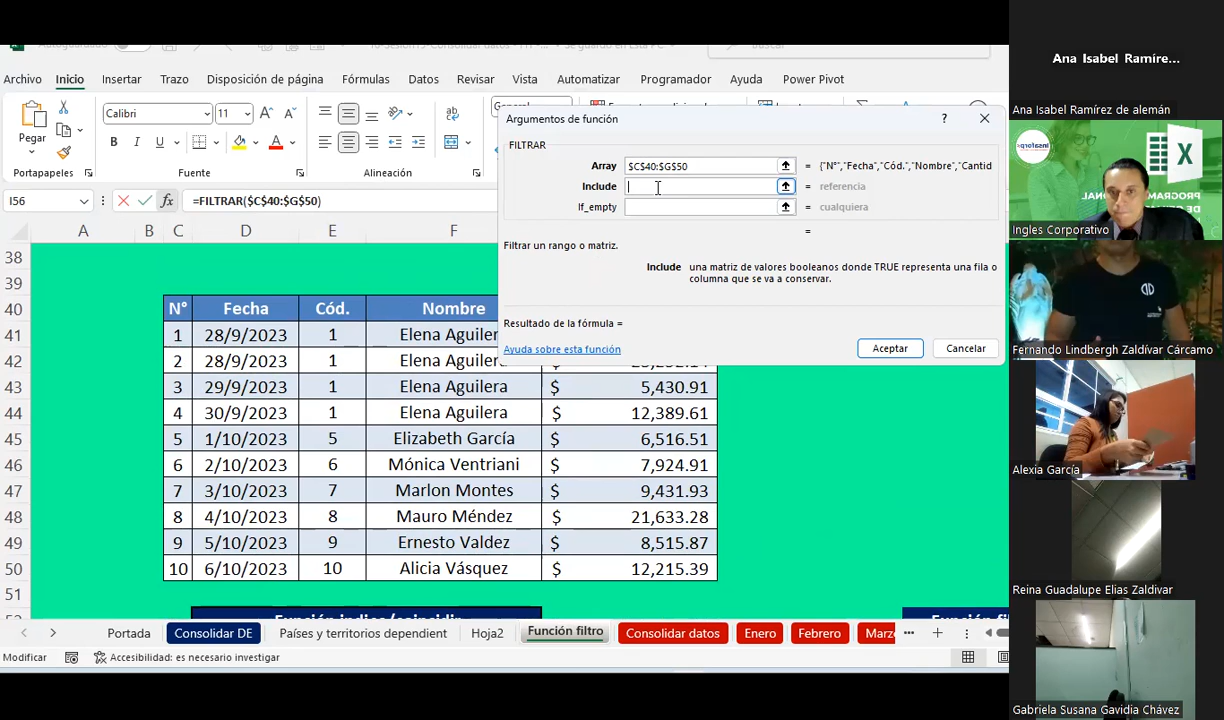 Archivo Inicio Insertar Trazo Disposición de página Fórmulas Datos Revisar Vista Automatizar Programador Ayuda Power Pivot
Pegar
Calibri 11
General
Portapapeles Fuente Alineación
I56 =FILTRAR($C$40:$G$50)
Argumentos de función
FILTRAR
Array $C$40:$G$50 = {"N°","Fecha","Cód.","Nombre","Cantid
Include = referencia
If_empty = cualquiera
=
Filtrar un rango o matriz.
Include una matriz de valores booleanos donde TRUE representa una fila o
columna que se va a conservar.
Resultado de la fórmula =
Ayuda sobre esta función Aceptar Cancelar
A B C D E F
38
39
40 N° Fecha Cód. Nombre
41 1 28/9/2023 1 Elena Aguilera
42 2 28/9/2023 1 Elena Aguilera
43 3 29/9/2023 1 Elena Aguilera $ 5,430.91
44 4 30/9/2023 1 Elena Aguilera $ 12,389.61
45 5 1/10/2023 5 Elizabeth García $ 6,516.51
46 6 2/10/2023 6 Mónica Ventriani $ 7,924.91
47 7 3/10/2023 7 Marlon Montes $ 9,431.93
48 8 4/10/2023 8 Mauro Méndez $ 21,633.28
49 9 5/10/2023 9 Ernesto Valdez $ 8,515.87
50 10 6/10/2023 10 Alicia Vásquez $ 12,215.39
51
Función indice/coincidir
Portada Consolidar DE Países y territorios dependient Hoja2 Función filtro Consolidar datos Enero Febrero Marzo
Modificar Accesibilidad: es necesario investigar
Ana Isabel Ramíre...
Ana Isabel Ramírez de alemán
insaforp
X
Ingles Corporativo
Fernando Lindbergh Zaldívar Cárcamo
Alexia García
Reina Guadalupe Elias Zaldivar
Gabriela Susana Gavidia Chávez